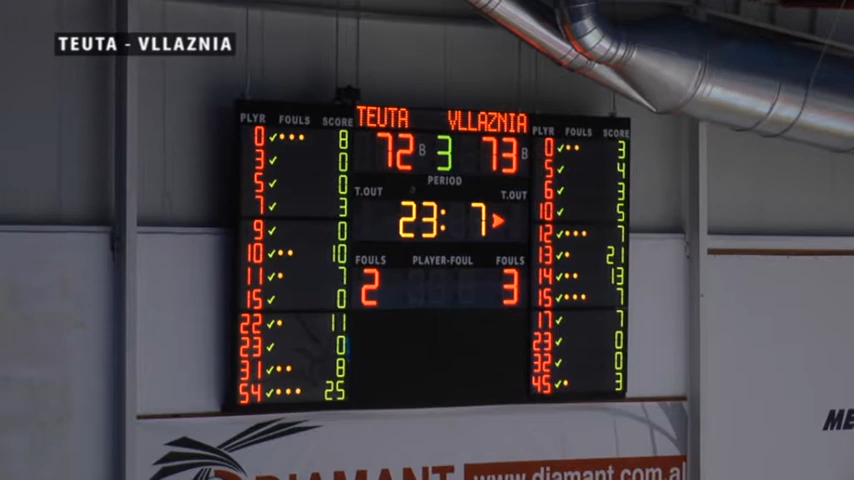 TEUTA - VLLAZNIA
TEUTA VLLAZNIA
72 B 3 73 B
PERIOD
T.OUT T.OUT
23: 7
FOULS PLAYER-FOUL FOULS
2 3
PLYR FOULS SCORE
0 8
3 0
5 0
7 3
9 0
10 10
11 7
15 0
22 11
23 0
31 8
54 25
PLYR FOULS SCORE
0 3
5 4
6 3
10 5
12 7
13 21
14 13
15 7
17 7
23 0
32 0
45 3
DIAMANT www.diamant.com.al
ME